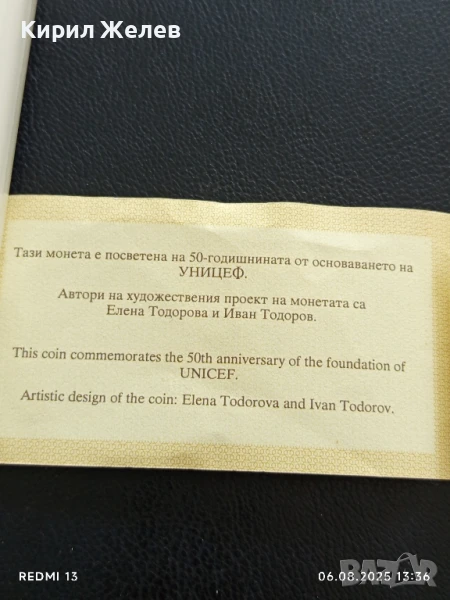 Кирил Желев
Тази монета е посветена на 50-годишнината от основаването на
УНИЦЕФ.
Автори на художествения проект на монетата са
Елена Тодорова и Иван Тодоров.
This coin commemorates the 50th anniversary of the foundation of
UNICEF.
Artistic design of the coin: Elena Todorova and Ivan Todorov.
BAZAR
REDMI 13
06.08.2025 13:36